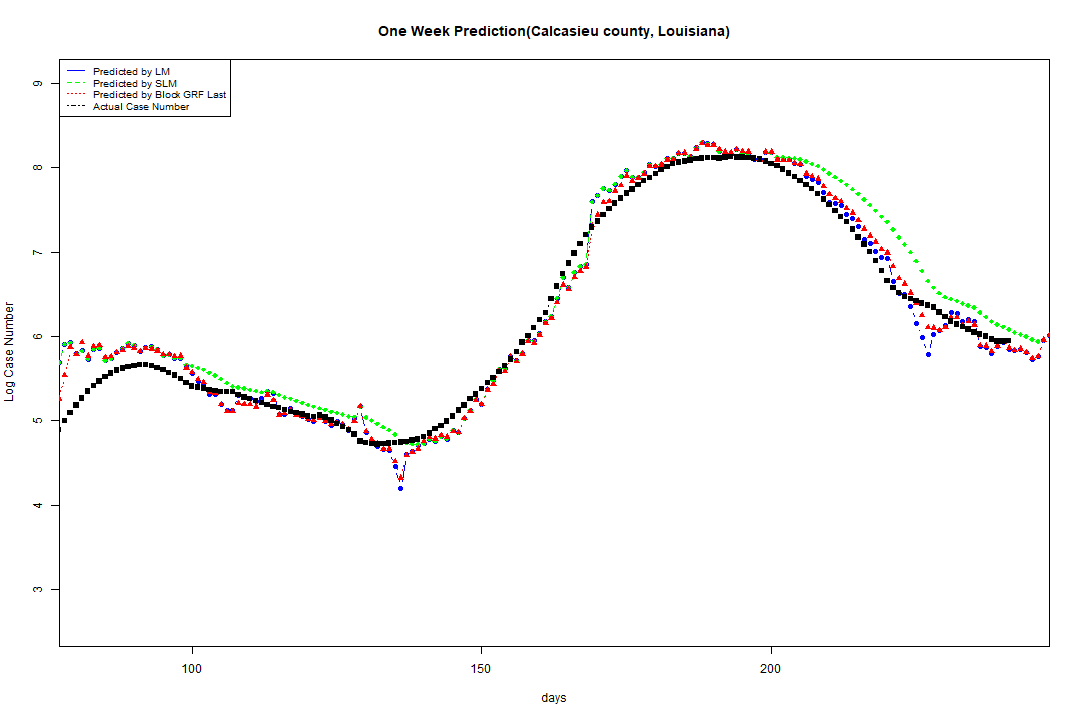 One Week Prediction(Calcasieu county, Louisiana)
Predicted by LM
Predicted by SLM
Predicted by Block GRF Last
Actual Case Number
9
8
7
6
5
4
3
Log Case Number
100 150 200
days